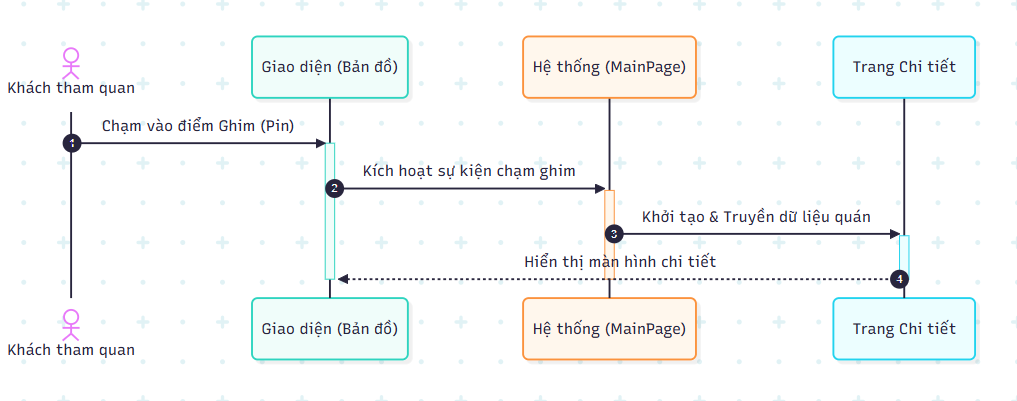 Giao diện (Bản đồ)
Hệ thống (MainPage)
Trang Chi tiết
Khách tham quan
Chạm vào điểm Ghim (Pin)
1
Kích hoạt sự kiện chạm ghim
2
Khởi tạo & Truyền dữ liệu quán
3
Hiển thị màn hình chi tiết
4
Giao diện (Bản đồ)
Hệ thống (MainPage)
Trang Chi tiết
Khách tham quan